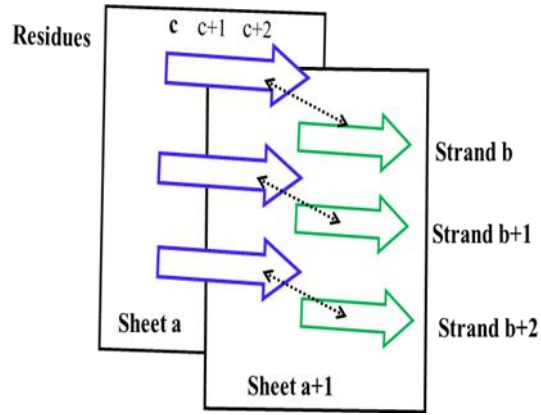 Residues
c c+1 c+2
Strand b
Strand b+1
Sheet a
Strand b+2
Sheet a+1